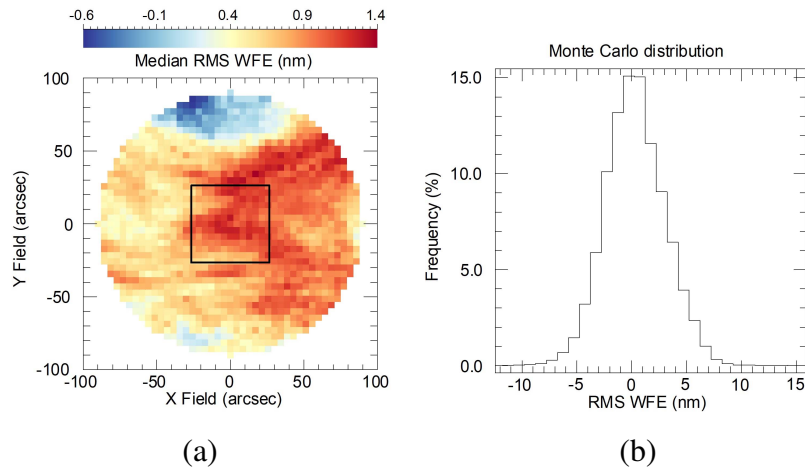 -0.6 -0.1 0.4 0.9 1.4
Median RMS WFE (nm)
100
50
0
-50
-100
Y Field (arcsec)
-100 -50 0 50 100
X Field (arcsec)
(a)
Monte Carlo distribution
15.0
10.0
5.0
0.0
Frequency (%)
-10 -5 0 5 10 15
RMS WFE (nm)
(b)